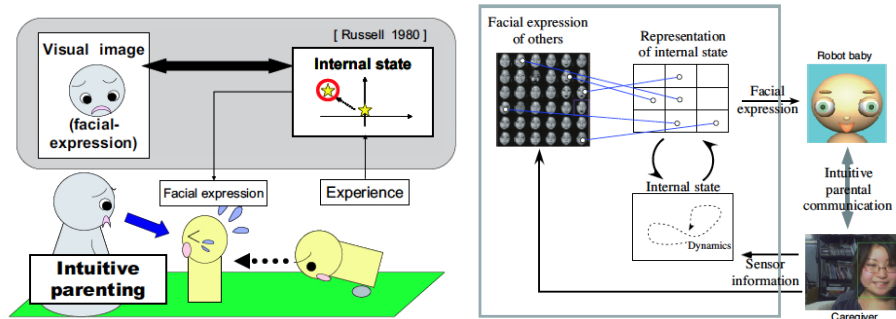 [ Russell 1980 ]
Visual image
(facial-
expression)
Internal state
Facial expression
Experience
Intuitive
parenting
Facial expression
of others
Representation
of internal state
Internal state
Dynamics
Facial
expression
Robot baby
Intuitive
parental
communication
Sensor
information
Caregiver